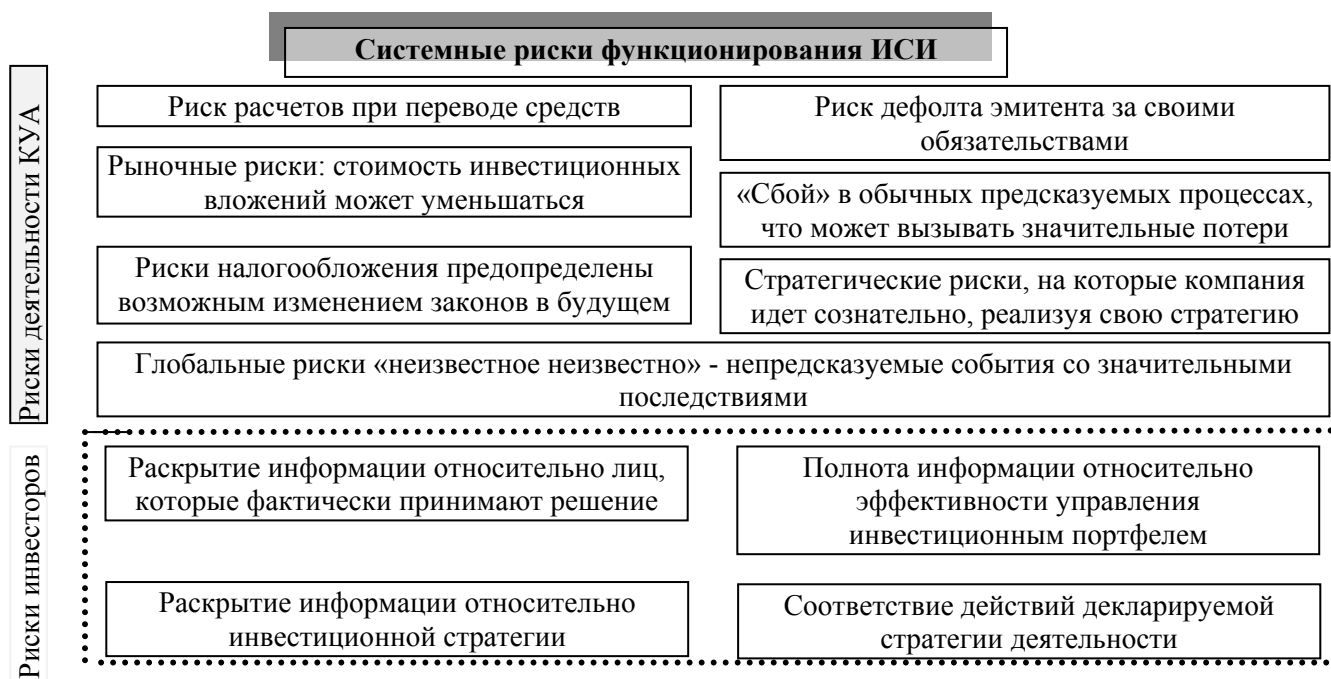 Системные риски функционирования ИСИ
Риски деятельности КУА
Риск расчетов при переводе средств
Рыночные риски: стоимость инвестиционных
вложений может уменьшаться
Риски налогообложения предопределены
возможным изменением законов в будущем
Риск дефолта эмитента за своими
обязательствами
«Сбой» в обычных предсказуемых процессах,
что может вызывать значительные потери
Стратегические риски, на которые компания
идет сознательно, реализуя свою стратегию
Глобальные риски «неизвестное неизвестно» - непредсказуемые события со значительными
последствиями
Риски инвесторов
Раскрытие информации относительно лиц,
которые фактически принимают решение
Полнота информации относительно
эффективности управления
инвестиционным портфелем
Раскрытие информации относительно
инвестиционной стратегии
Соответствие действий декларируемой
стратегии деятельности